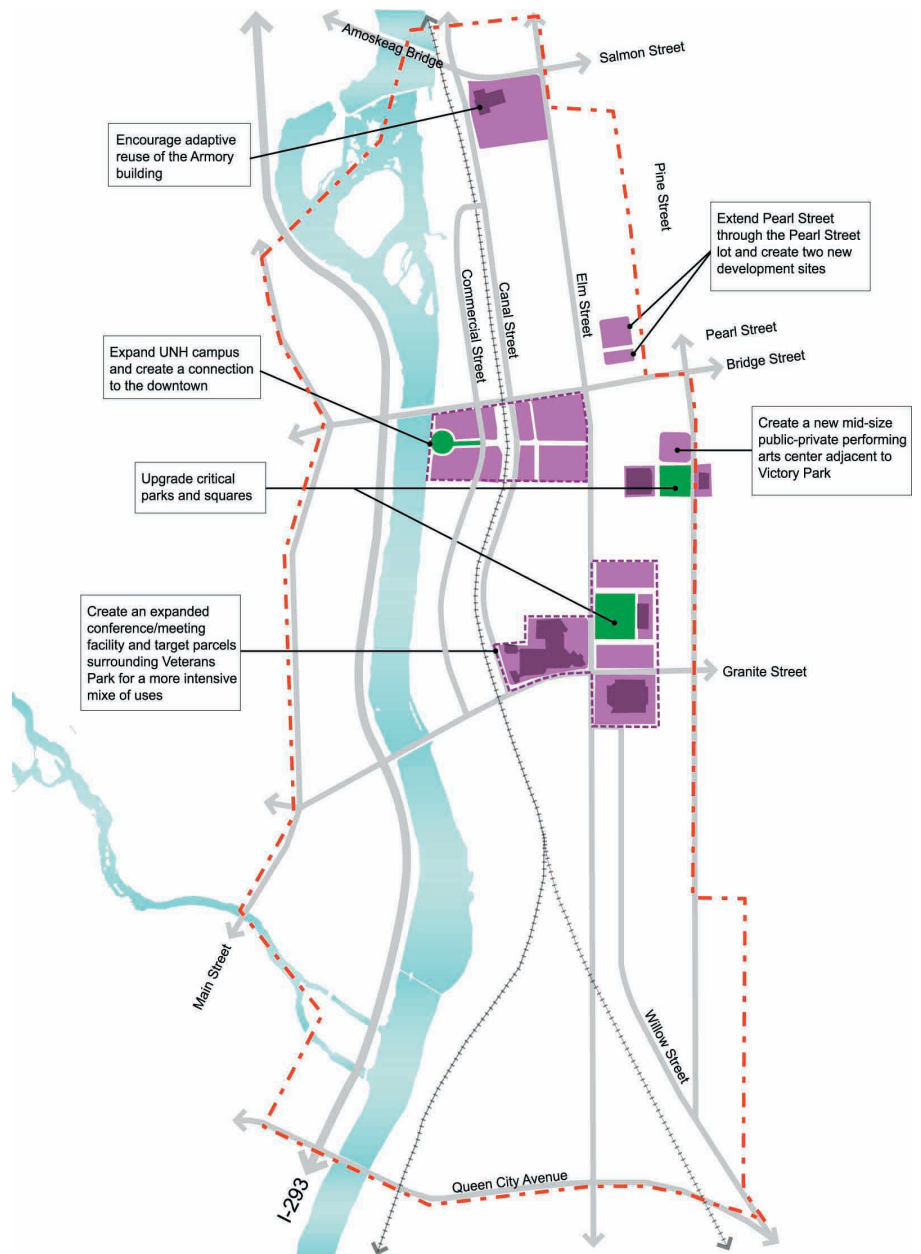 Amoskeag Bridge
Salmon Street
Encourage adaptive
reuse of the Armory
building
Pine Street
Extend Pearl Street
through the Pearl Street
lot and create two new
development sites
Commercial Street
Canal Street
Elm Street
Pearl Street
Bridge Street
Expand UNH campus
and create a connection
to the downtown
Create a new mid-size
public-private performing
arts center adjacent to
Victory Park
Upgrade critical
parks and squares
Create an expanded
conference/meeting
facility and target parcels
surrounding Veterans
Park for a more intensive
mixe of uses
Granite Street
Main Street
Willow Street
Queen City Avenue
I-293